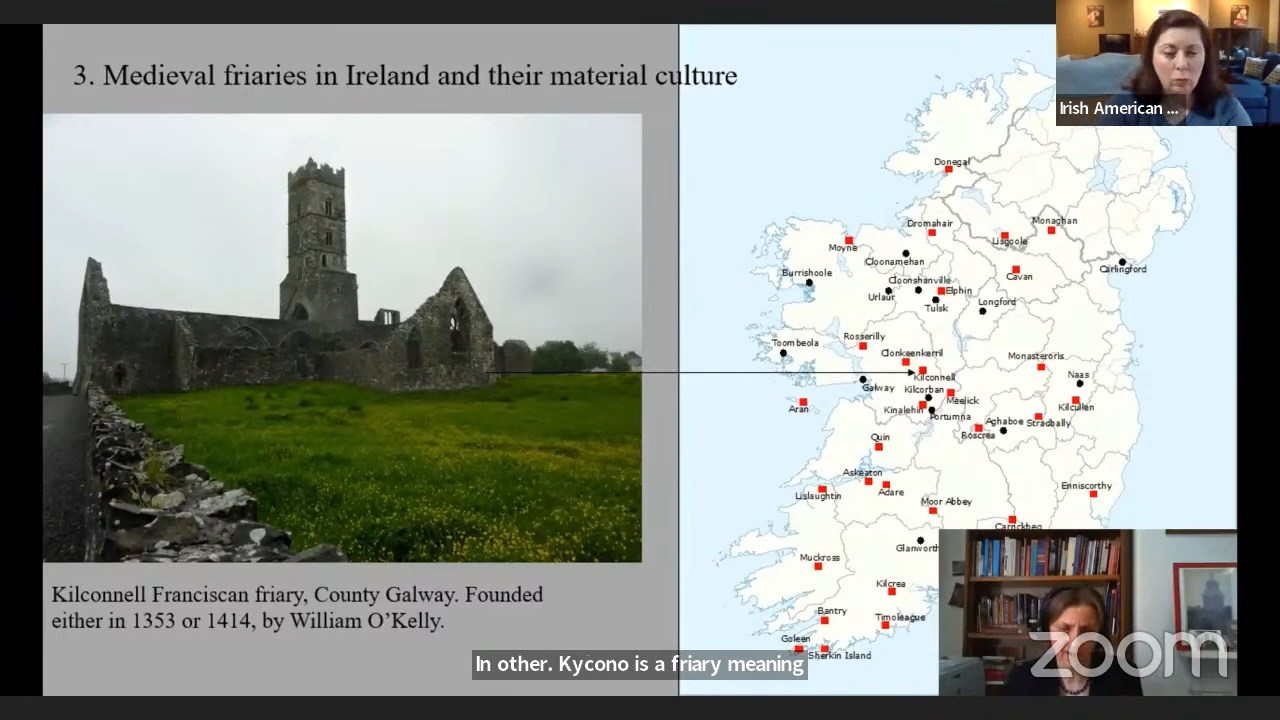 3. Medieval friaries in Ireland and their material culture
Irish American ...
Donegal
Dromahair
Monaghan
Lisgoole
Moyne
Cloonamehan
Carlingford
Cavan
Burrishoole
Cloonshanville
Elphin
Urlaur
Tulsk
Longford
Rosserilly
Toombeola
Clonkeenkerril
Monasteroris
Kilconnell
Naas
Galway
Kilcorban
Meelick
Aran
Kinalehin
Portumna
Kilcullen
Aghaboe
Stradbally
Roscrea
Quin
Askeaton
Adare
Lislaughtin
Moor Abbey
Enniscorthy
Glanworth
Muckross
Kilcrea
Bantry
Timoleague
Goleen
Sherkin Island
Kilconnell Franciscan friary, County Galway. Founded
either in 1353 or 1414, by William O’Kelly.
In other. Kycono is a friary meaning
zoom